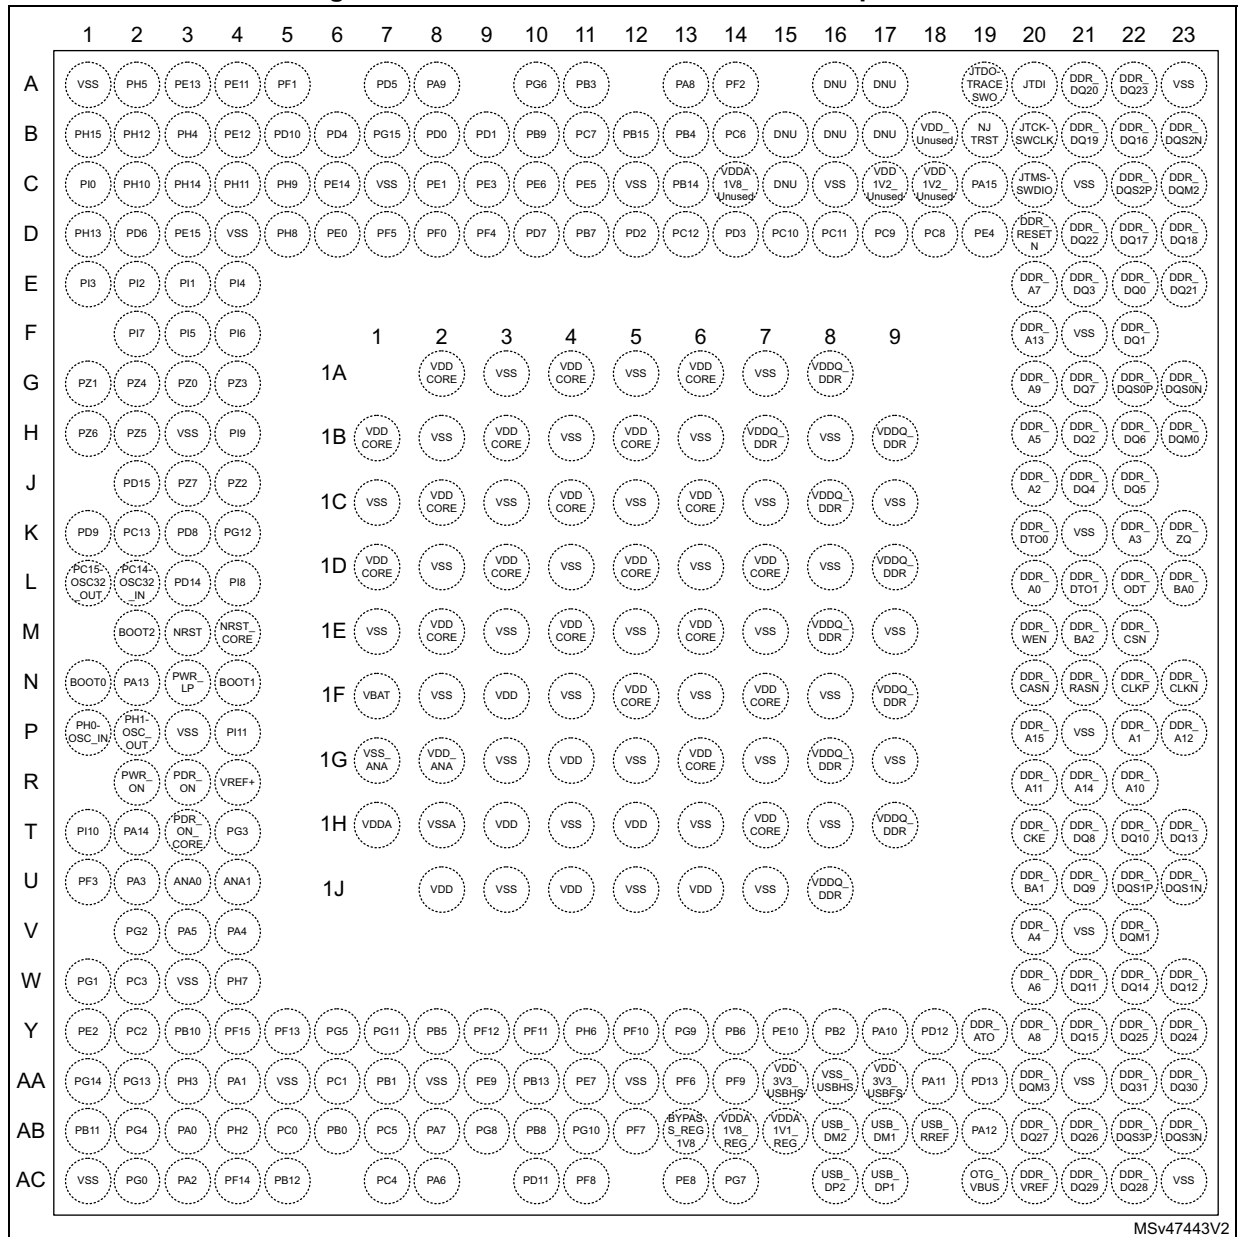 1 2 3 4 5 6 7 8 9 10 11 12 13 14 15 16 17 18 19 20 21 22 23
A VSS PH5 PE13 PE11 PF1 PD5 PA9 PG6 PB3 PA8 PF2 DNU DNU JTDO-TRACESWO JTDI DDR_DQ20 DDR_DQ23 VSS
B PH15 PH12 PH4 PE12 PD10 PD4 PG15 PD0 PD1 PB9 PC7 PB15 PB4 PC6 DNU DNU DNU VDD_Unused NJTRST JTCK-SWCLK DDR_DQ19 DDR_DQ16 DDR_DQS2N
C PI0 PH10 PH14 PH11 PH9 PE14 VSS PE1 PE3 PE6 PE5 VSS PB14 VDDA1V8_Unused DNU VSS VDD1V2_Unused VDD1V2_Unused PA15 JTMS-SWDIO VSS DDR_DQS2P DDR_DQM2
D PH13 PD6 PE15 VSS PH8 PE0 PF5 PF0 PF4 PD7 PB7 PD2 PC12 PD3 PC10 PC11 PC9 PC8 PE4 DDR_RESETN DDR_DQ22 DDR_DQ17 DDR_DQ18
E PI3 PI2 PI1 PI4 DDR_A7 DDR_DQ3 DDR_DQ0 DDR_DQ21
F PI7 PI5 PI6 DDR_A13 VSS DDR_DQ1
1 2 3 4 5 6 7 8 9
1A VDDCORE VSS VDDCORE VSS VDDCORE VSS VDDQ_DDR
G PZ1 PZ4 PZ0 PZ3 DDR_A9 DDR_DQ7 DDR_DQS0P DDR_DQS0N
H PZ6 PZ5 VSS PI9 DDR_A5 DDR_DQ2 DDR_DQ6 DDR_DQM0
1B VDDCORE VSS VDDCORE VSS VDDCORE VSS VDDQ_DDR VSS VDDQ_DDR
J PD15 PZ7 PZ2 DDR_A2 DDR_DQ4 DDR_DQ5
1C VSS VDDCORE VSS VDDCORE VSS VDDCORE VSS VDDQ_DDR VSS
K PD9 PC13 PD8 PG12 DDR_DTO0 VSS DDR_A3 DDR_ZQ
1D VDDCORE VSS VDDCORE VSS VDDCORE VSS VDDCORE VSS VDDQ_DDR
L PC15-OSC32_OUT PC14-OSC32_IN PD14 PI8 DDR_A0 DDR_DTO1 DDR_ODT DDR_BA0
M BOOT2 NRST NRST_CORE DDR_WEN DDR_BA2 DDR_CSN
1E VSS VDDCORE VSS VDDCORE VSS VDDCORE VSS VDDQ_DDR VSS
N BOOT0 PA13 PWR_LP BOOT1 DDR_CASN DDR_RASN DDR_CLKP DDR_CLKN
1F VBAT VSS VDD VSS VDDCORE VSS VDDCORE VSS VDDQ_DDR
P PH0-OSC_IN PH1-OSC_OUT VSS PI11 DDR_A15 VSS DDR_A1 DDR_A12
1G VSS_ANA VDD_ANA VSS VDD VSS VDDCORE VSS VDDQ_DDR VSS
R PWR_ON PDR_ON VREF+ DDR_A11 DDR_A14 DDR_A10
1H VDDA VSSA VDD VSS VDD VSS VDDCORE VSS VDDQ_DDR
T PI10 PA14 PDR_ON_CORE PG3 DDR_CKE DDR_DQ8 DDR_DQ10 DDR_DQ13
U PF3 PA3 ANA0 ANA1 DDR_BA1 DDR_DQ9 DDR_DQS1P DDR_DQS1N
1J VDD VSS VDD VSS VDD VSS VDDQ_DDR
V PG2 PA5 PA4 DDR_A4 VSS DDR_DQM1
W PG1 PC3 VSS PH7 DDR_A6 DDR_DQ11 DDR_DQ14 DDR_DQ12
Y PE2 PC2 PB10 PF15 PF13 PG5 PG11 PB5 PF12 PF11 PH6 PF10 PG9 PB6 PE10 PB2 PA10 PD12 DDR_ATO DDR_A8 DDR_DQ15 DDR_DQ25 DDR_DQ24
AA PG14 PG13 PH3 PA1 VSS PC1 PB1 VSS PE9 PB13 PE7 VSS PF6 PF9 VDD3V3_USBHS VSS_USBHS VDD3V3_USBFS PA11 PD13 DDR_DQM3 VSS DDR_DQ31 DDR_DQ30
AB PB11 PG4 PA0 PH2 PC0 PB0 PC5 PA7 PG8 PB8 PG10 PF7 BYPASS_REG1V8 VDDA1V8_REG VDDA1V1_REG USB_DM2 USB_DM1 USB_RREF PA12 DDR_DQ27 DDR_DQ26 DDR_DQS3P DDR_DQS3N
AC VSS PG0 PA2 PF14 PB12 PC4 PA6 PD11 PF8 PE8 PG7 USB_DP2 USB_DP1 OTG_VBUS DDR_VREF DDR_DQ29 DDR_DQ28 VSS
MSv47443V2